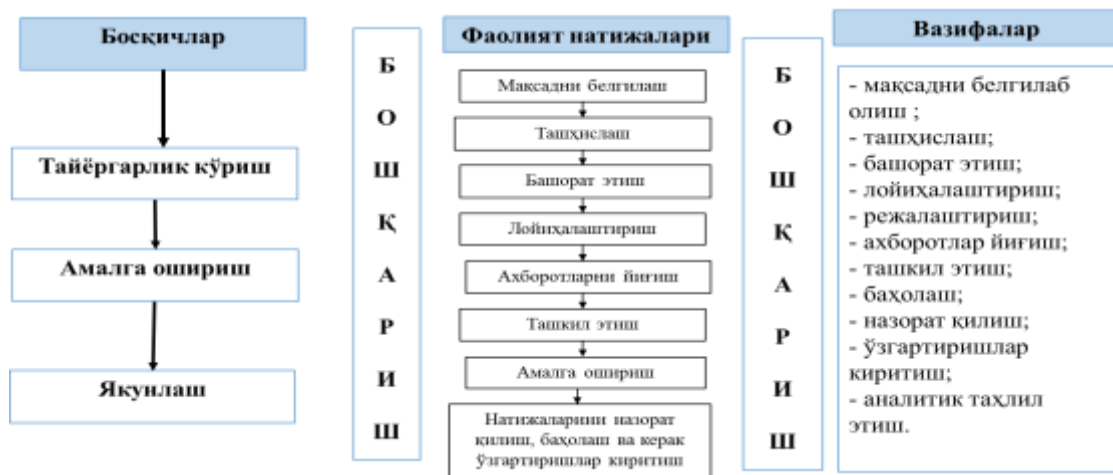 Босқичлар
Тайёргарлик кўриш
Амалга ошириш
Якунлаш
Б
О
Ш
Қ
А
Р
И
Ш
Фаолият натижалари
Мақсадни белгилаш
Ташҳислаш
Башорат этиш
Лойиҳалаштириш
Ахборотларни йиғиш
Ташкил этиш
Амалга ошириш
Натижаларини назорат
қилиш, баҳолаш ва керак
ўзгартиришлар киритиш
Б
О
Ш
Қ
А
Р
И
Ш
Вазифалар
- мақсадни белгилаб
олиш ;
- ташҳислаш;
- башорат этиш;
- лойиҳалаштириш;
- режалаштириш;
- ахборотлар йиғиш;
- ташкил этиш;
- баҳолаш;
- назорат қилиш;
- ўзгартиришлар
киритиш;
- аналитик таҳлил
этиш.